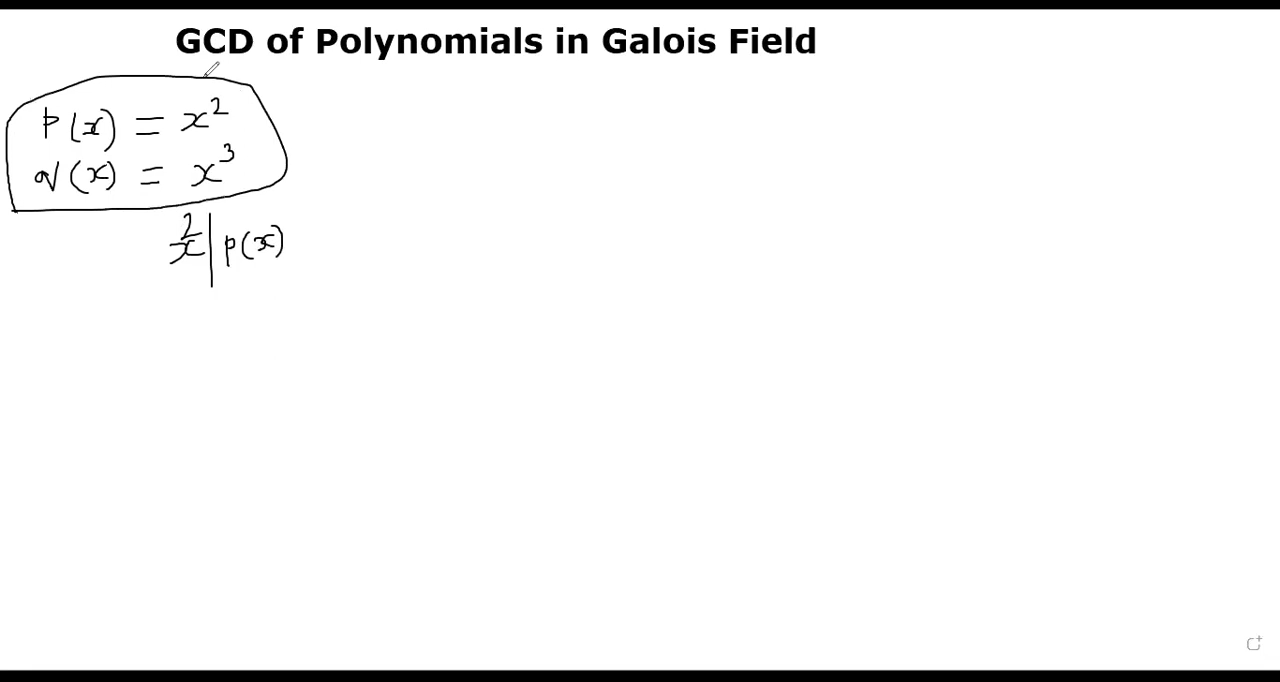 GCD of Polynomials in Galois Field
p(x) = x²
q(x) = x³
x² | p(x)